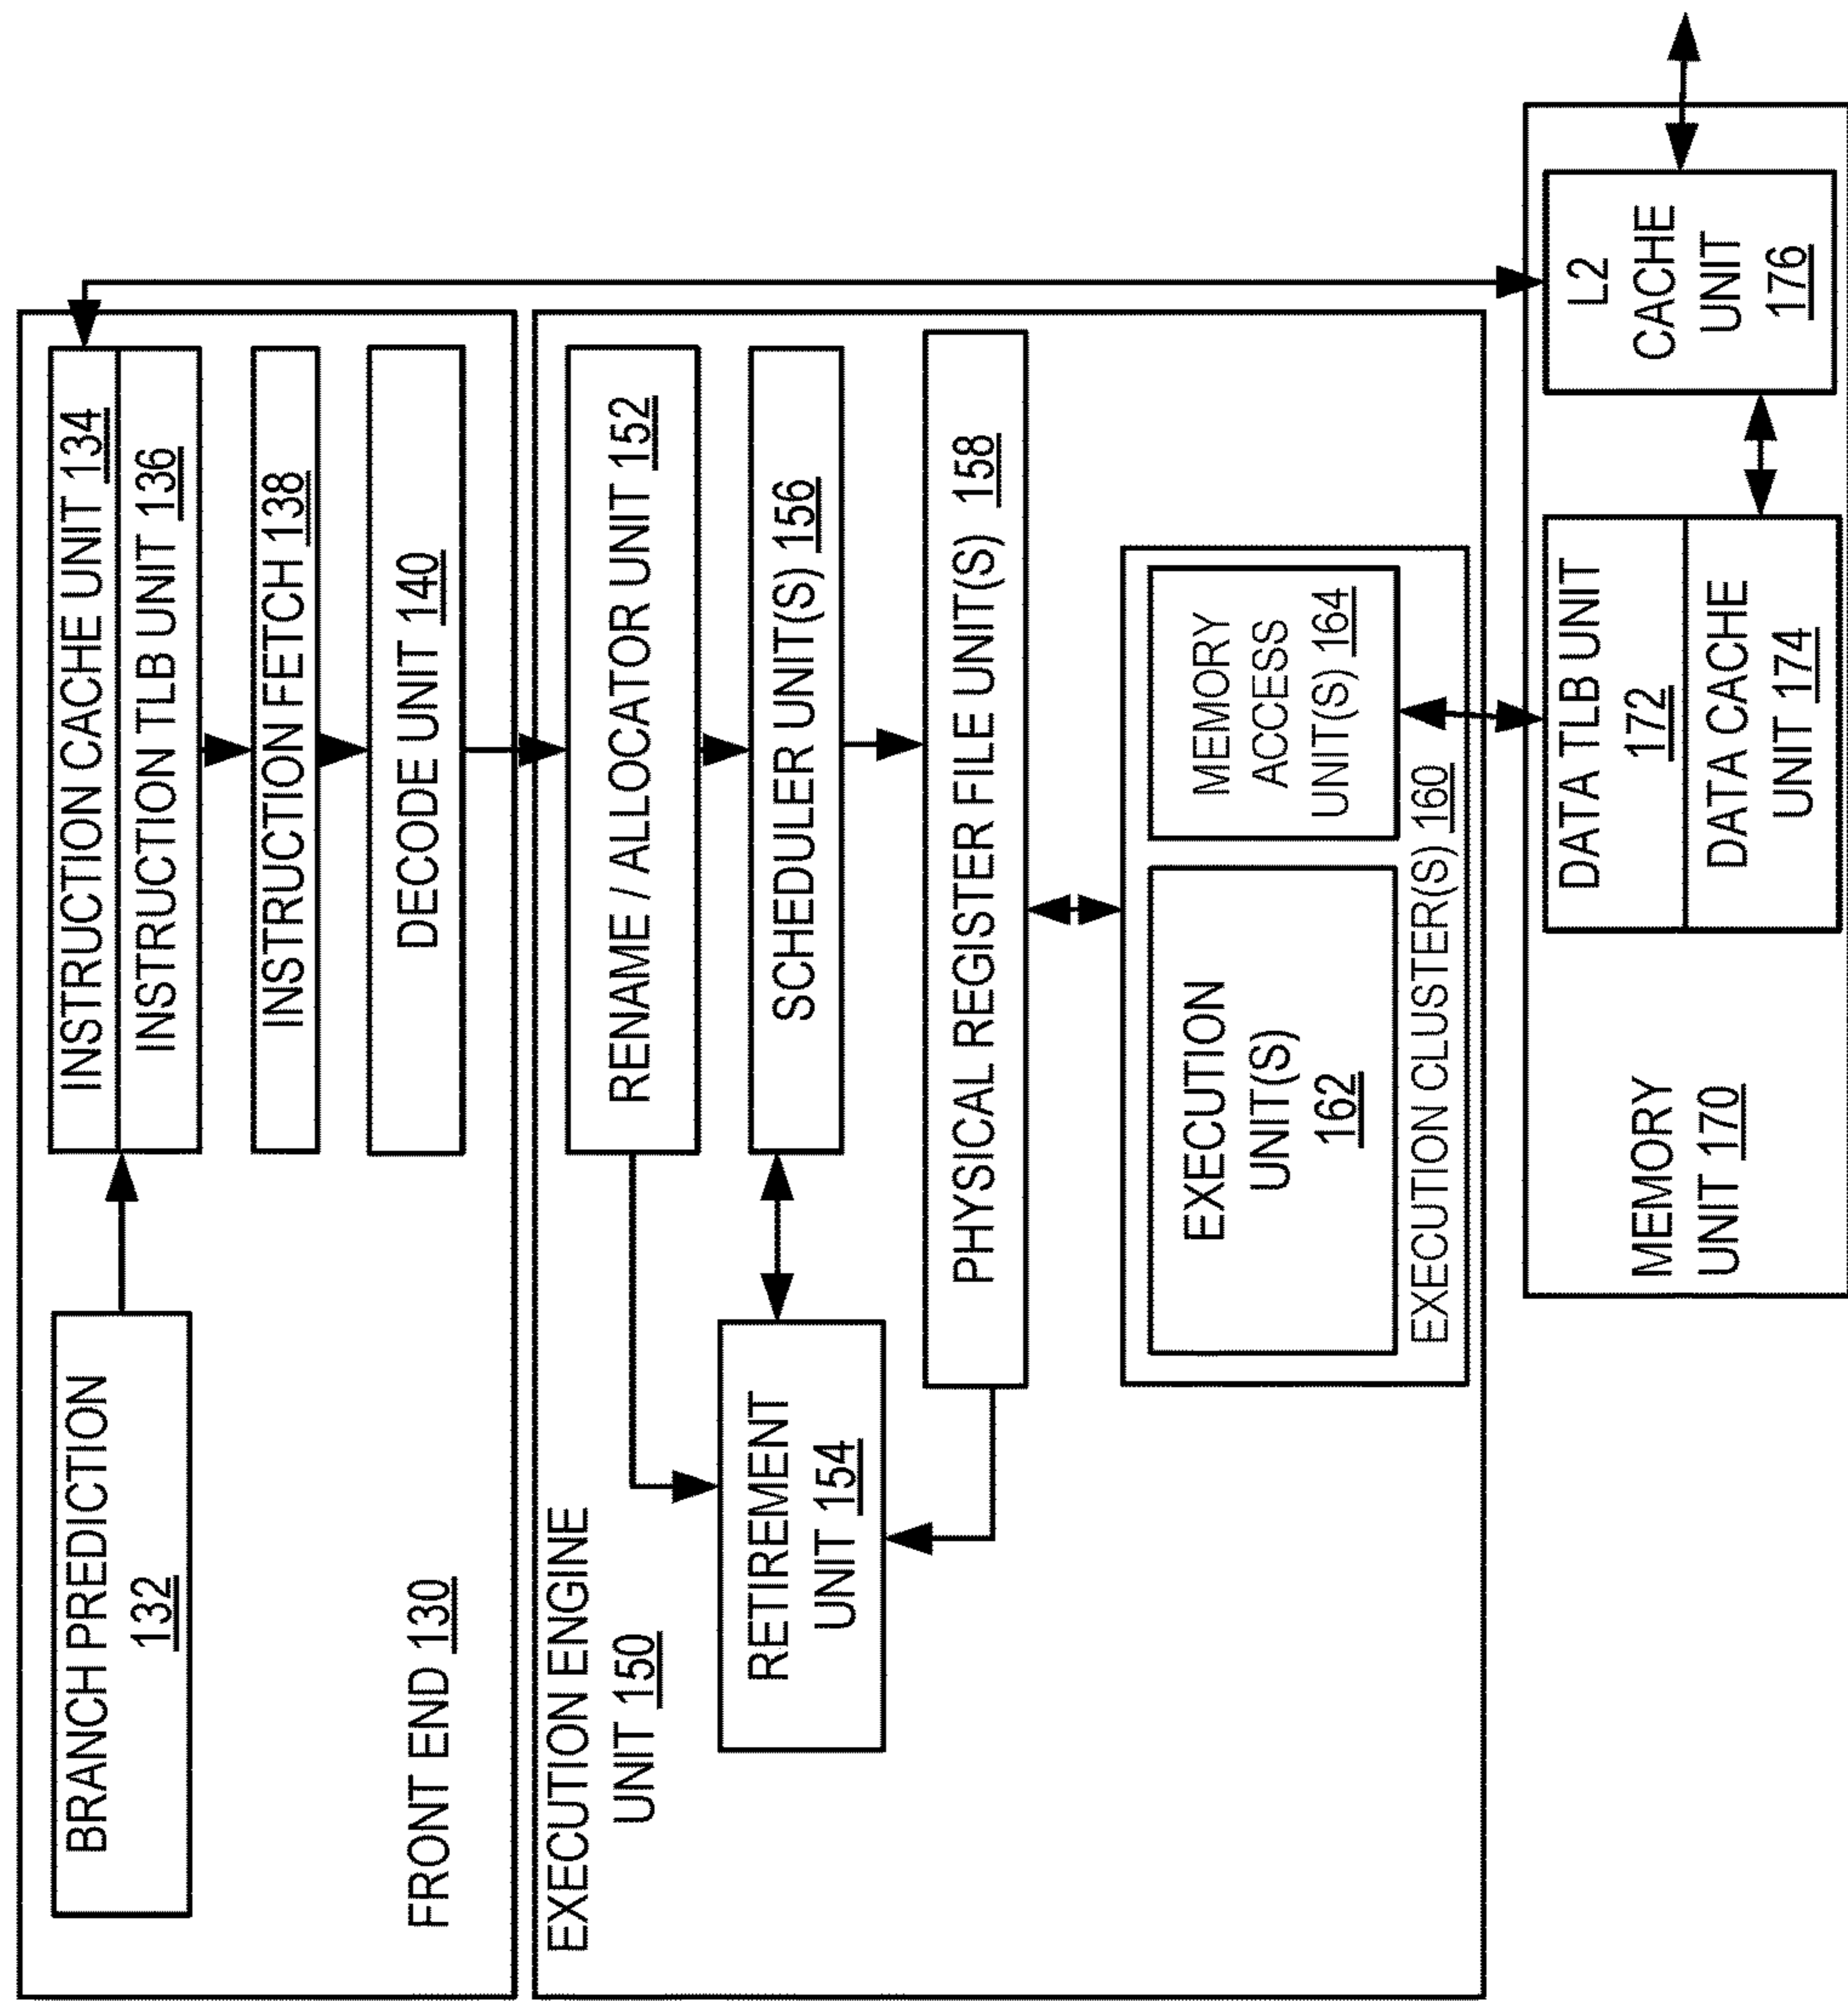 BRANCH PREDICTION
132
INSTRUCTION CACHE UNIT 134
INSTRUCTION TLB UNIT 136
INSTRUCTION FETCH 138
DECODE UNIT 140
FRONT END 130
EXECUTION ENGINE
UNIT 150
RENAME / ALLOCATOR UNIT 152
RETIREMENT
UNIT 154
SCHEDULER UNIT(S) 156
PHYSICAL REGISTER FILE UNIT(S) 158
EXECUTION
UNIT(S)
162
MEMORY
ACCESS
UNIT(S) 164
EXECUTION CLUSTER(S) 160
MEMORY
UNIT 170
DATA TLB UNIT
172
DATA CACHE
UNIT 174
L2
CACHE
UNIT
176